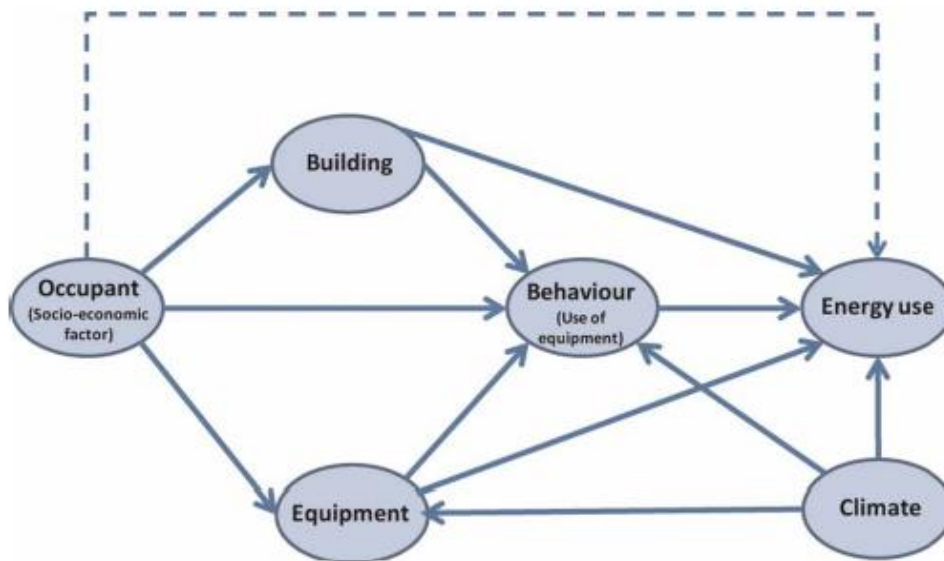 Building
Occupant
(Socio-economic
factor)
Behaviour
(Use of
equipment)
Energy use
Equipment
Climate